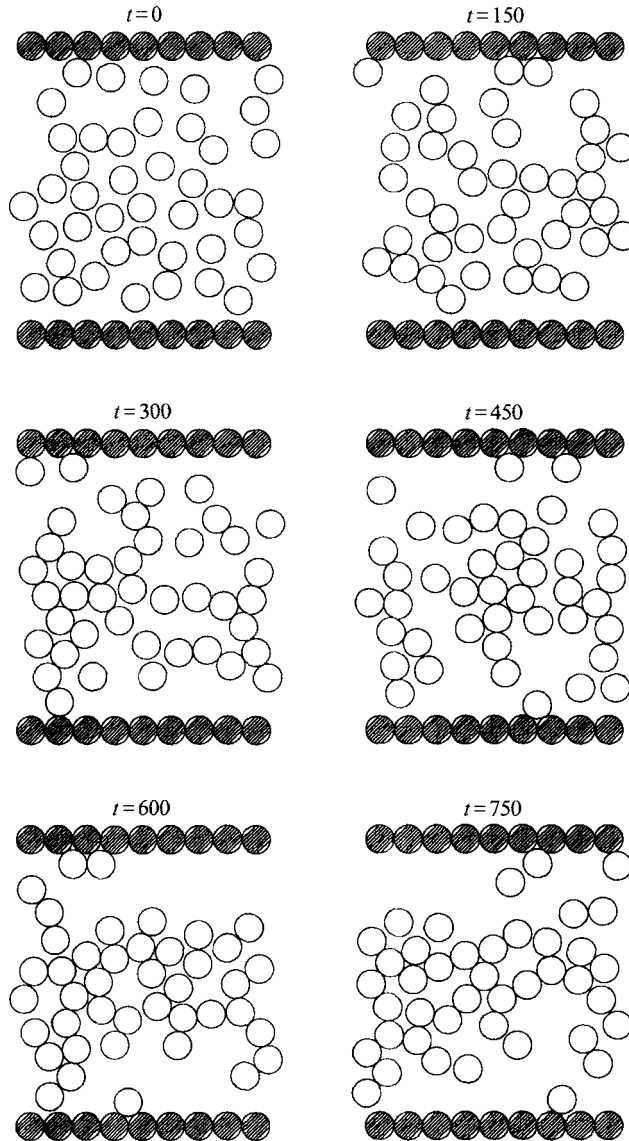 t = 0
t = 150
t = 300
t = 450
t = 600
t = 750